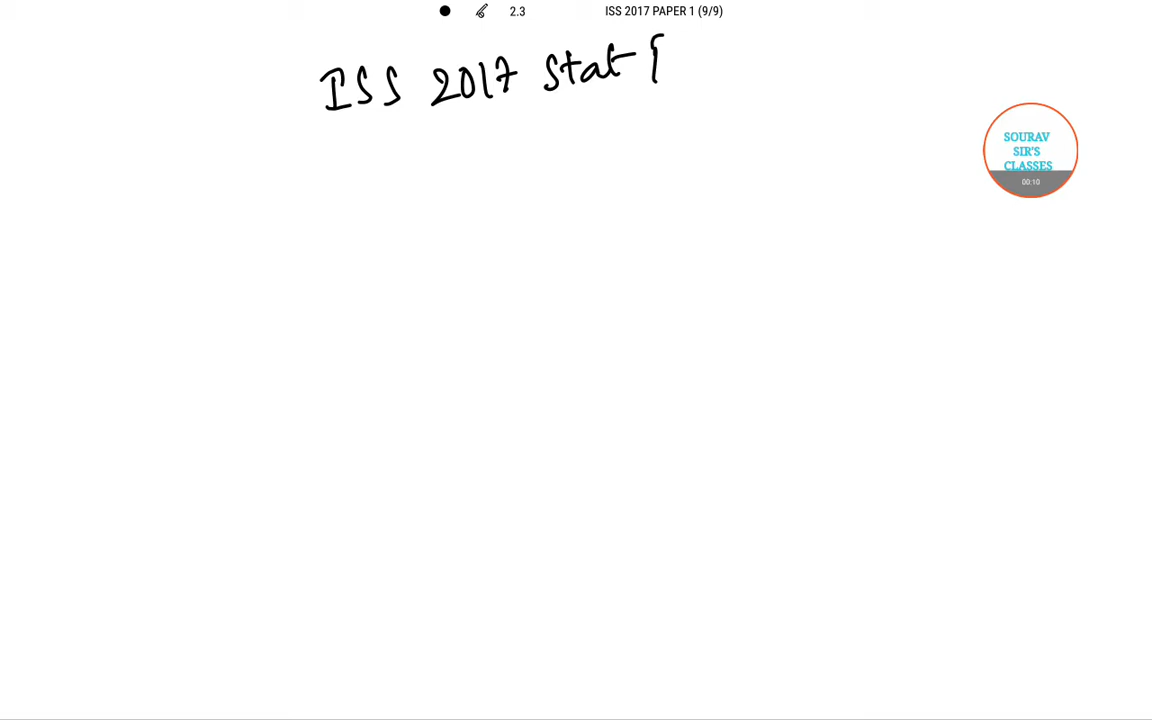 2.3 ISS 2017 PAPER 1 (9/9)
ISS 2017 Stat
SOURAV
SIR'S
CLASSES
00:10